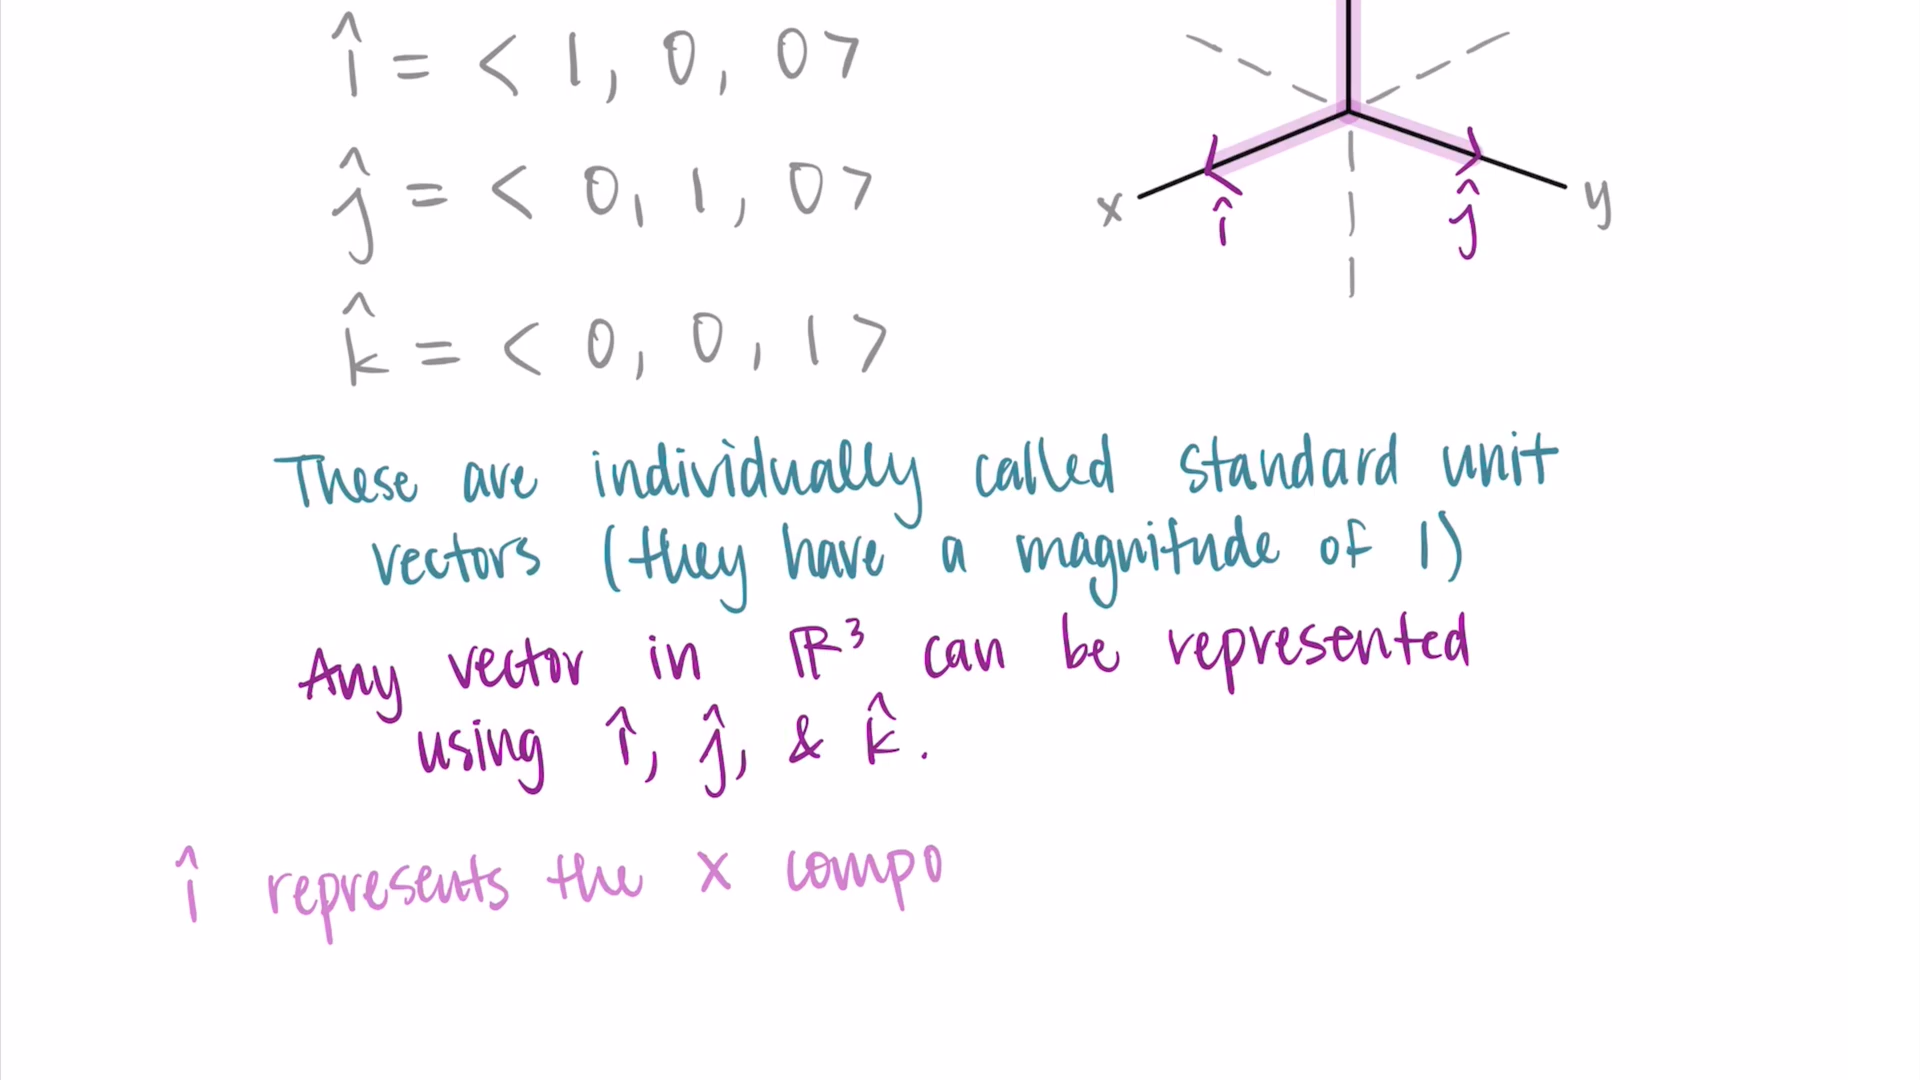 î = < 1, 0, 0>
ĵ = < 0, 1, 0>
k̂ = < 0, 0, 1 >
x
î
ĵ
y
These are individually called standard unit
vectors (they have a magnitude of 1)
Any vector in ℝ³ can be represented
using î, ĵ, & k̂.
î represents the x compo